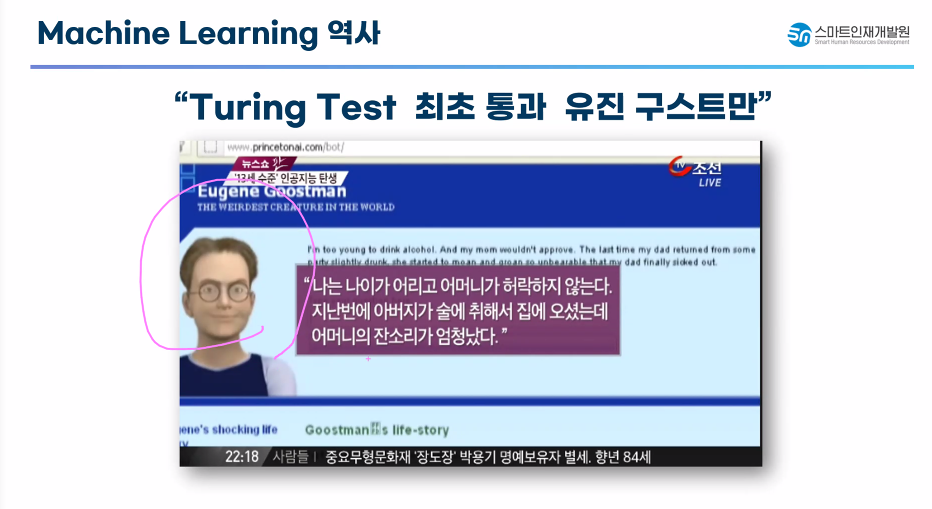 Machine Learning 역사
스마트인재개발원
Smart Human Resources Development
“Turing Test 최초 통과 유진 구스트만”
www.princetonai.com/bot/
뉴스쇼 판
'13세 수준' 인공지능 탄생
TV조선
LIVE
Eugene Goostman
THE WEIRDEST CREATURE IN THE WORLD
I'm too young to drink alcohol. And my mom wouldn't approve. The last time my dad returned from some
party slightly drunk, she started to moan and groan so unbearable that my dad finally sicked out.
“나는 나이가 어리고 어머니가 허락하지 않는다.
지난번에 아버지가 술에 취해서 집에 오셨는데
어머니의 잔소리가 엄청났다.”
ene's shocking life
Goostman s life-story
22:18 사람들 | 중요무형문화재 '장도장' 박용기 명예보유자 별세. 향년 84세